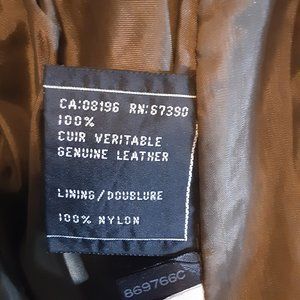 CA:08196 RN:67390
100%
CUIR VERITABLE
GENUINE LEATHER
LINING/DOUBLURE
100% NYLON
869766C